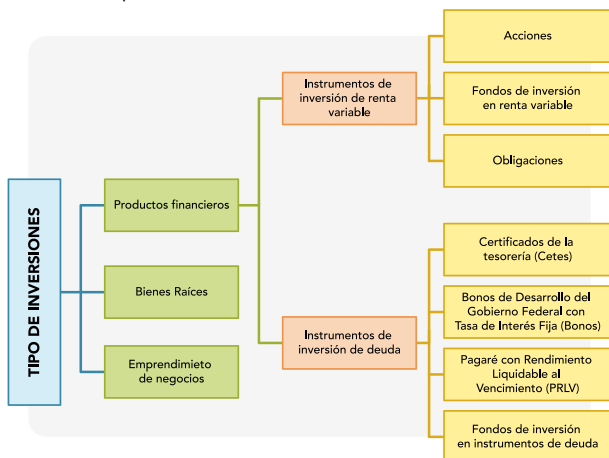 TIPO DE INVERSIONES
Productos financieros
Bienes Raíces
Emprendimieto
de negocios
Instrumentos de
inversión de renta
variable
Instrumentos de
inversión de deuda
Acciones
Fondos de inversión
en renta variable
Obligaciones
Certificados de la
tesorería (Cetes)
Bonos de Desarrollo del
Gobierno Federal con
Tasa de Interés Fija (Bonos)
Pagaré con Rendimiento
Liquidable al
Vencimiento (PRLV)
Fondos de inversión
en instrumentos de deuda